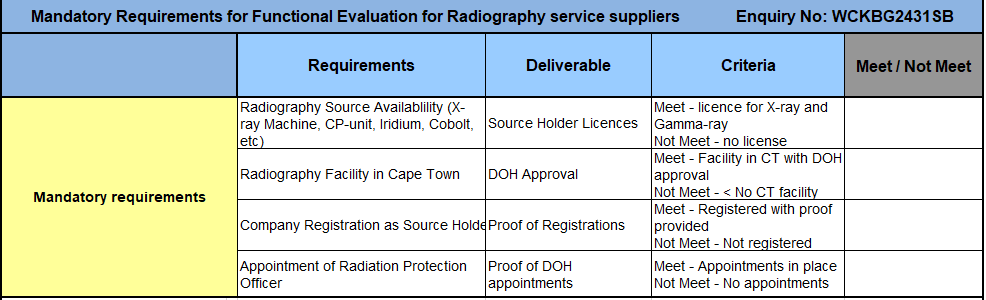 Mandatory Requirements for Functional Evaluation for Radiography service suppliers Enquiry No: WCKBG2431SB
Requirements Deliverable Criteria Meet / Not Meet
Mandatory requirements
Radiography Source Availablility (X-
ray Machine, CP-unit, Iridium, Cobolt,
etc)
Source Holder Licences
Meet - licence for X-ray and
Gamma-ray
Not Meet - no license
Radiography Facility in Cape Town
DOH Approval
Meet - Facility in CT with DOH
approval
Not Meet - < No CT facility
Company Registration as Source Holde
Proof of Registrations
Meet - Registered with proof
provided
Not Meet - Not registered
Appointment of Radiation Protection
Officer
Proof of DOH
appointments
Meet - Appointments in place
Not Meet - No appointments